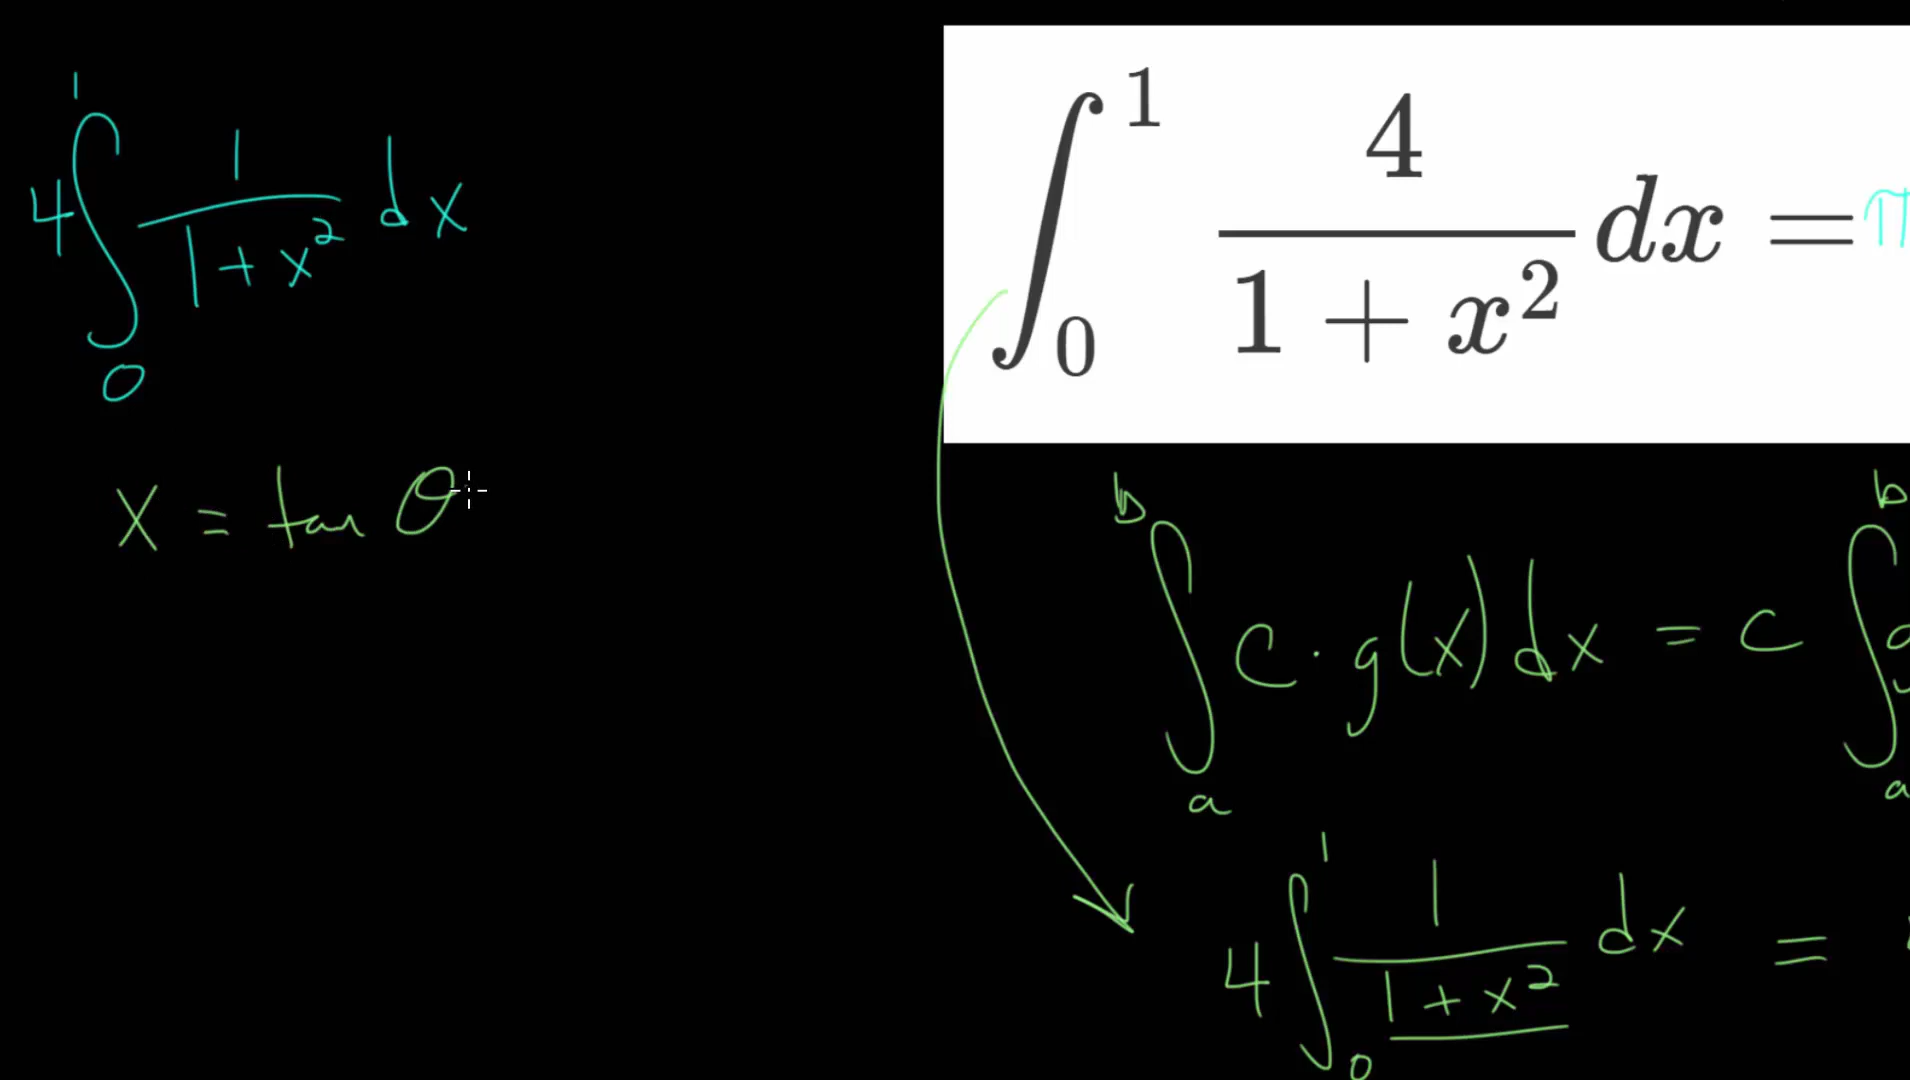 4∫₀¹ 1/(1+x²) dx
x = tan θ
∫₀¹ 4/(1 + x²) dx = π
∫ₐᵇ c·g(x)dx = c ∫ₐᵇ
4∫₀¹ 1/(1+x²) dx =